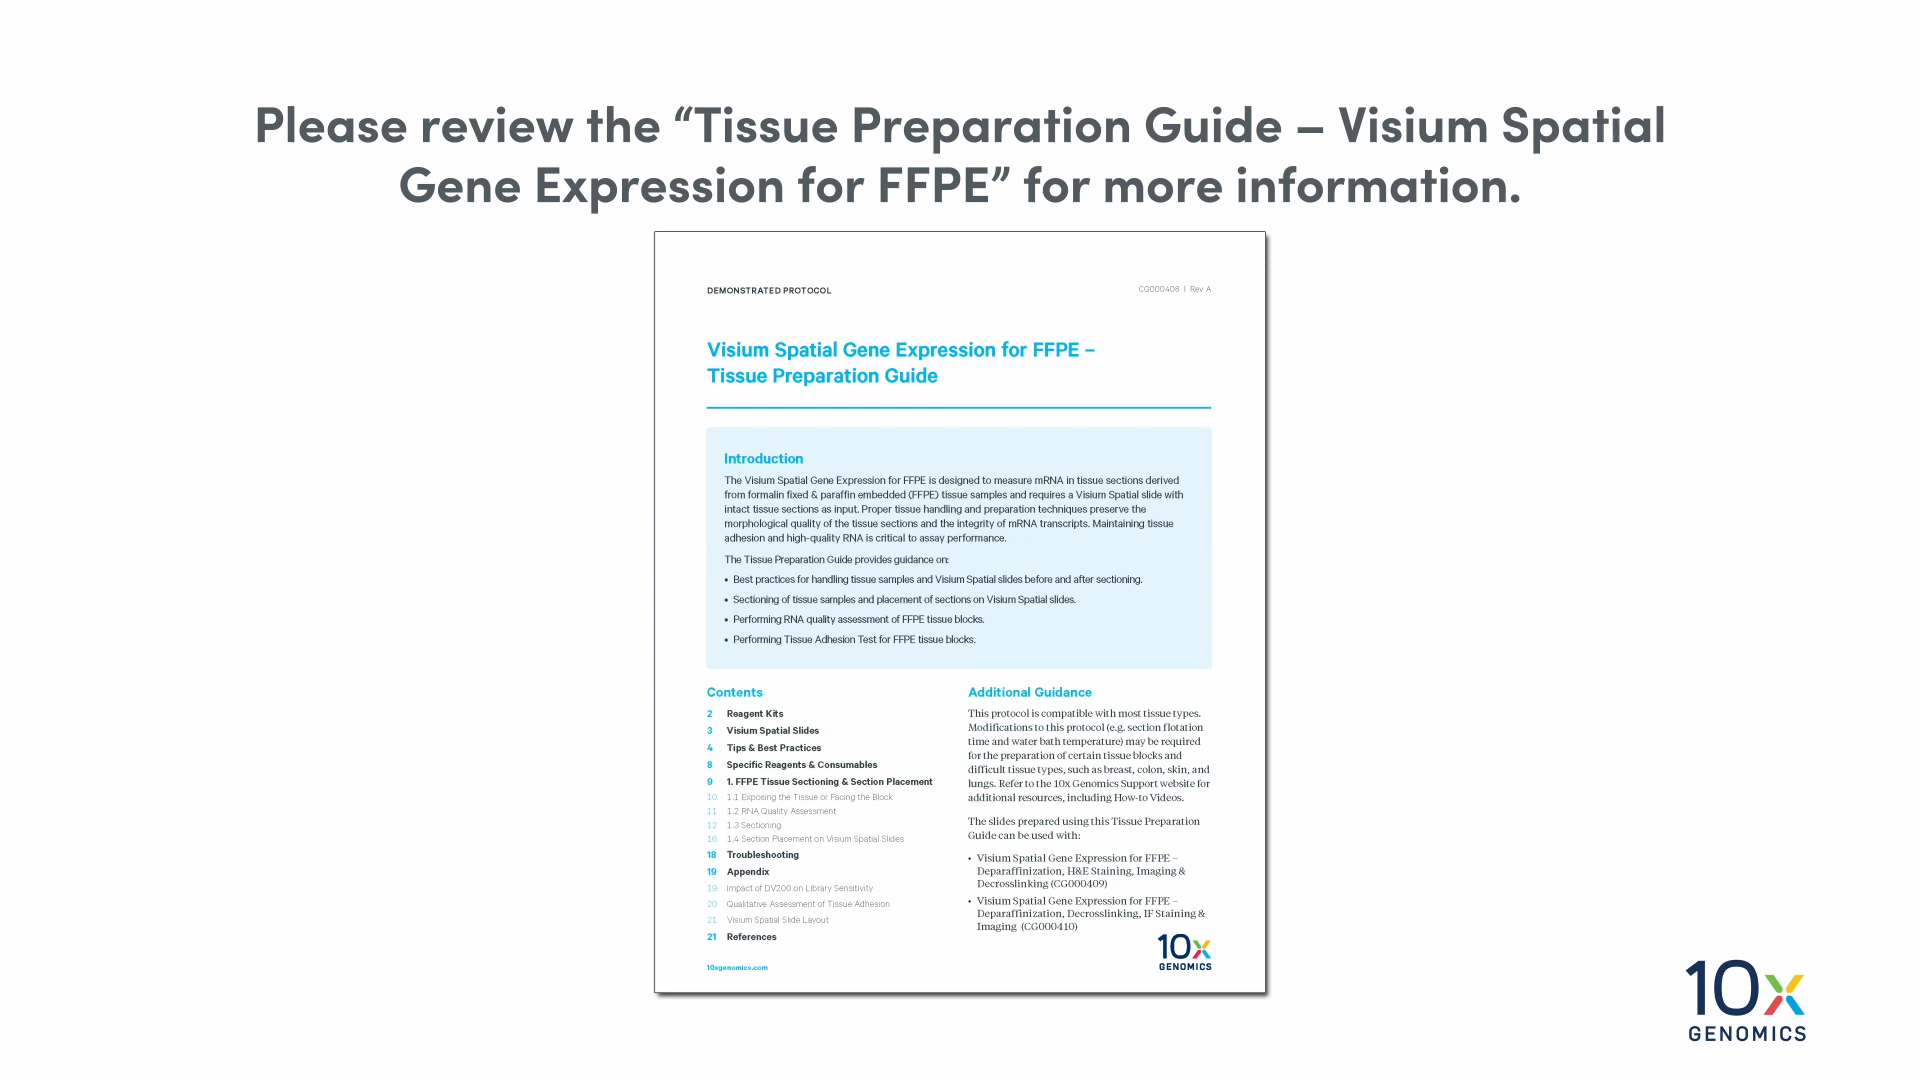 Please review the “Tissue Preparation Guide – Visium Spatial
Gene Expression for FFPE” for more information.
DEMONSTRATED PROTOCOL
CG000408 | Rev A
Visium Spatial Gene Expression for FFPE –
Tissue Preparation Guide
Introduction
The Visium Spatial Gene Expression for FFPE is designed to measure mRNA in tissue sections derived
from formalin fixed & paraffin embedded (FFPE) tissue samples and requires a Visium Spatial slide with
intact tissue sections as input. Proper tissue handling and preparation techniques preserve the
morphological quality of the tissue sections and the integrity of mRNA transcripts. Maintaining tissue
adhesion and high-quality RNA is critical to assay performance.
The Tissue Preparation Guide provides guidance on:
• Best practices for handling tissue samples and Visium Spatial slides before and after sectioning.
• Sectioning of tissue samples and placement of sections on Visium Spatial slides.
• Performing RNA quality assessment of FFPE tissue blocks.
• Performing Tissue Adhesion Test for FFPE tissue blocks.
Contents
2 Reagent Kits
3 Visium Spatial Slides
4 Tips & Best Practices
8 Specific Reagents & Consumables
9 1. FFPE Tissue Sectioning & Section Placement
10 1.1 Exposing the Tissue or Facing the Block
11 1.2 RNA Quality Assessment
12 1.3 Sectioning
16 1.4 Section Placement on Visium Spatial Slides
18 Troubleshooting
19 Appendix
19 Impact of DV200 on Library Sensitivity
20 Qualitative Assessment of Tissue Adhesion
21 Visium Spatial Slide Layout
21 References
10xgenomics.com
Additional Guidance
This protocol is compatible with most tissue types.
Modifications to this protocol (e.g. section flotation
time and water bath temperature) may be required
for the preparation of certain tissue blocks and
difficult tissue types, such as breast, colon, skin, and
lungs. Refer to the 10x Genomics Support website for
additional resources, including How-to Videos.
The slides prepared using this Tissue Preparation
Guide can be used with:
• Visium Spatial Gene Expression for FFPE –
Deparaffinization, H&E Staining, Imaging &
Decrosslinking (CG000409)
• Visium Spatial Gene Expression for FFPE –
Deparaffinization, Decrosslinking, IF Staining &
Imaging (CG000410)
10x
GENOMICS
10x
GENOMICS